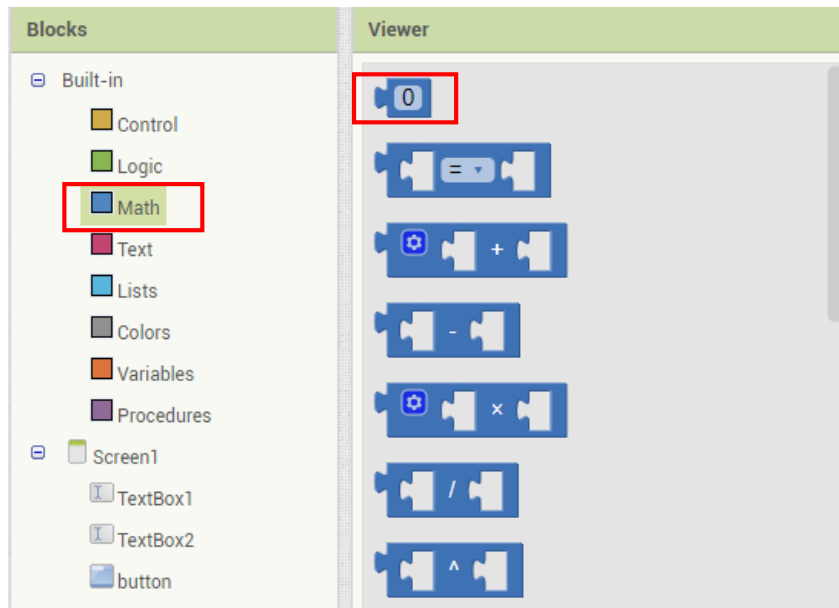 Blocks
Built-in
Control
Logic
Math
Text
Lists
Colors
Variables
Procedures
Screen1
TextBox1
TextBox2
button
Viewer
0
=
+
-
×
/
^